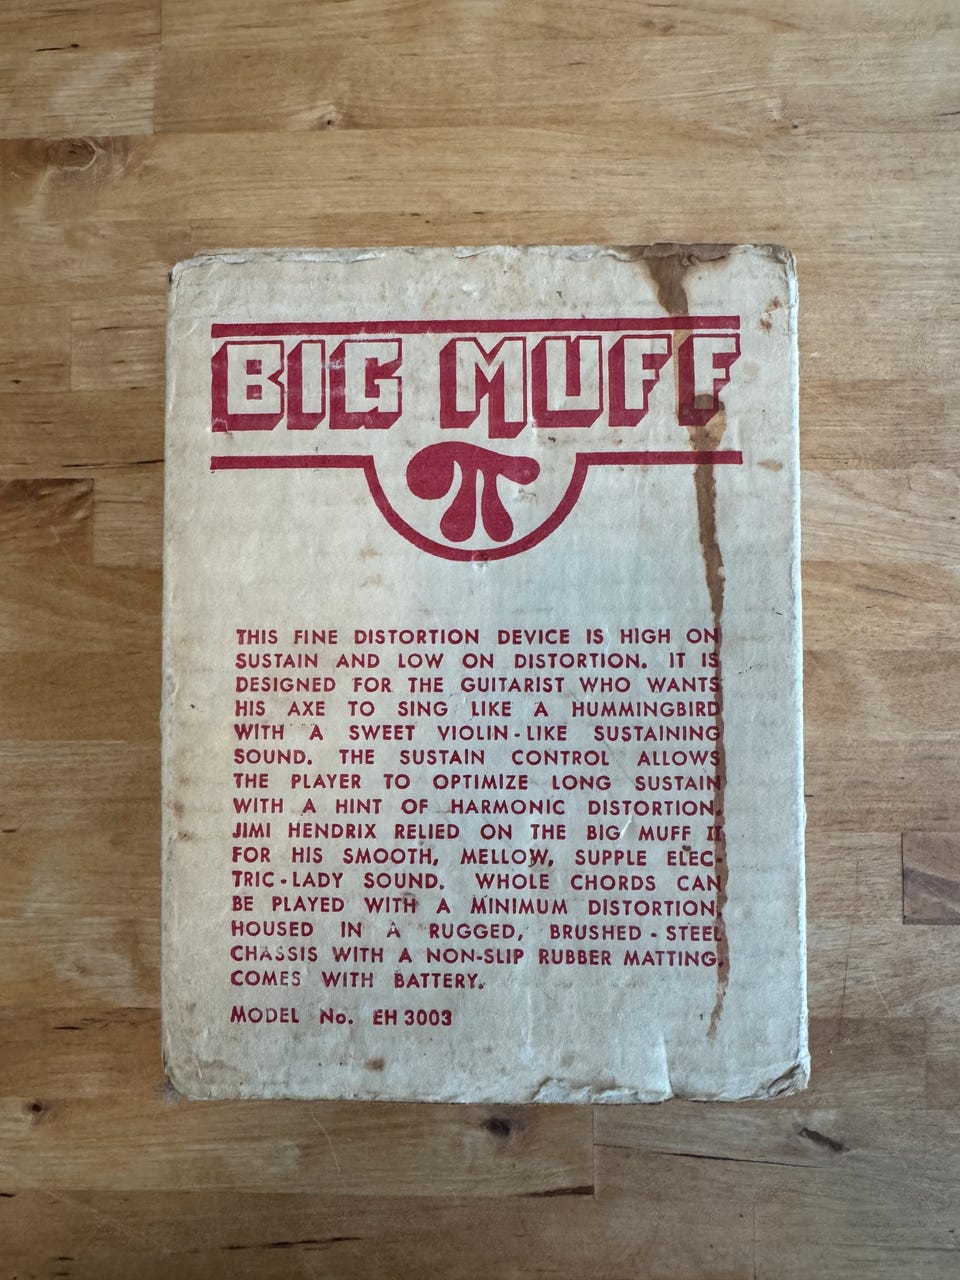 BIG MUFF
π
THIS FINE DISTORTION DEVICE IS HIGH ON
SUSTAIN AND LOW ON DISTORTION. IT IS
DESIGNED FOR THE GUITARIST WHO WANTS
HIS AXE TO SING LIKE A HUMMINGBIRD
WITH A SWEET VIOLIN-LIKE SUSTAINING
SOUND. THE SUSTAIN CONTROL ALLOWS
THE PLAYER TO OPTIMIZE LONG SUSTAIN
WITH A HINT OF HARMONIC DISTORTION.
JIMI HENDRIX RELIED ON THE BIG MUFF π
FOR HIS SMOOTH, MELLOW, SUPPLE ELEC-
TRIC-LADY SOUND. WHOLE CHORDS CAN
BE PLAYED WITH A MINIMUM DISTORTION.
HOUSED IN A RUGGED, BRUSHED-STEEL
CHASSIS WITH A NON-SLIP RUBBER MATTING.
COMES WITH BATTERY.
MODEL No. EH 3003